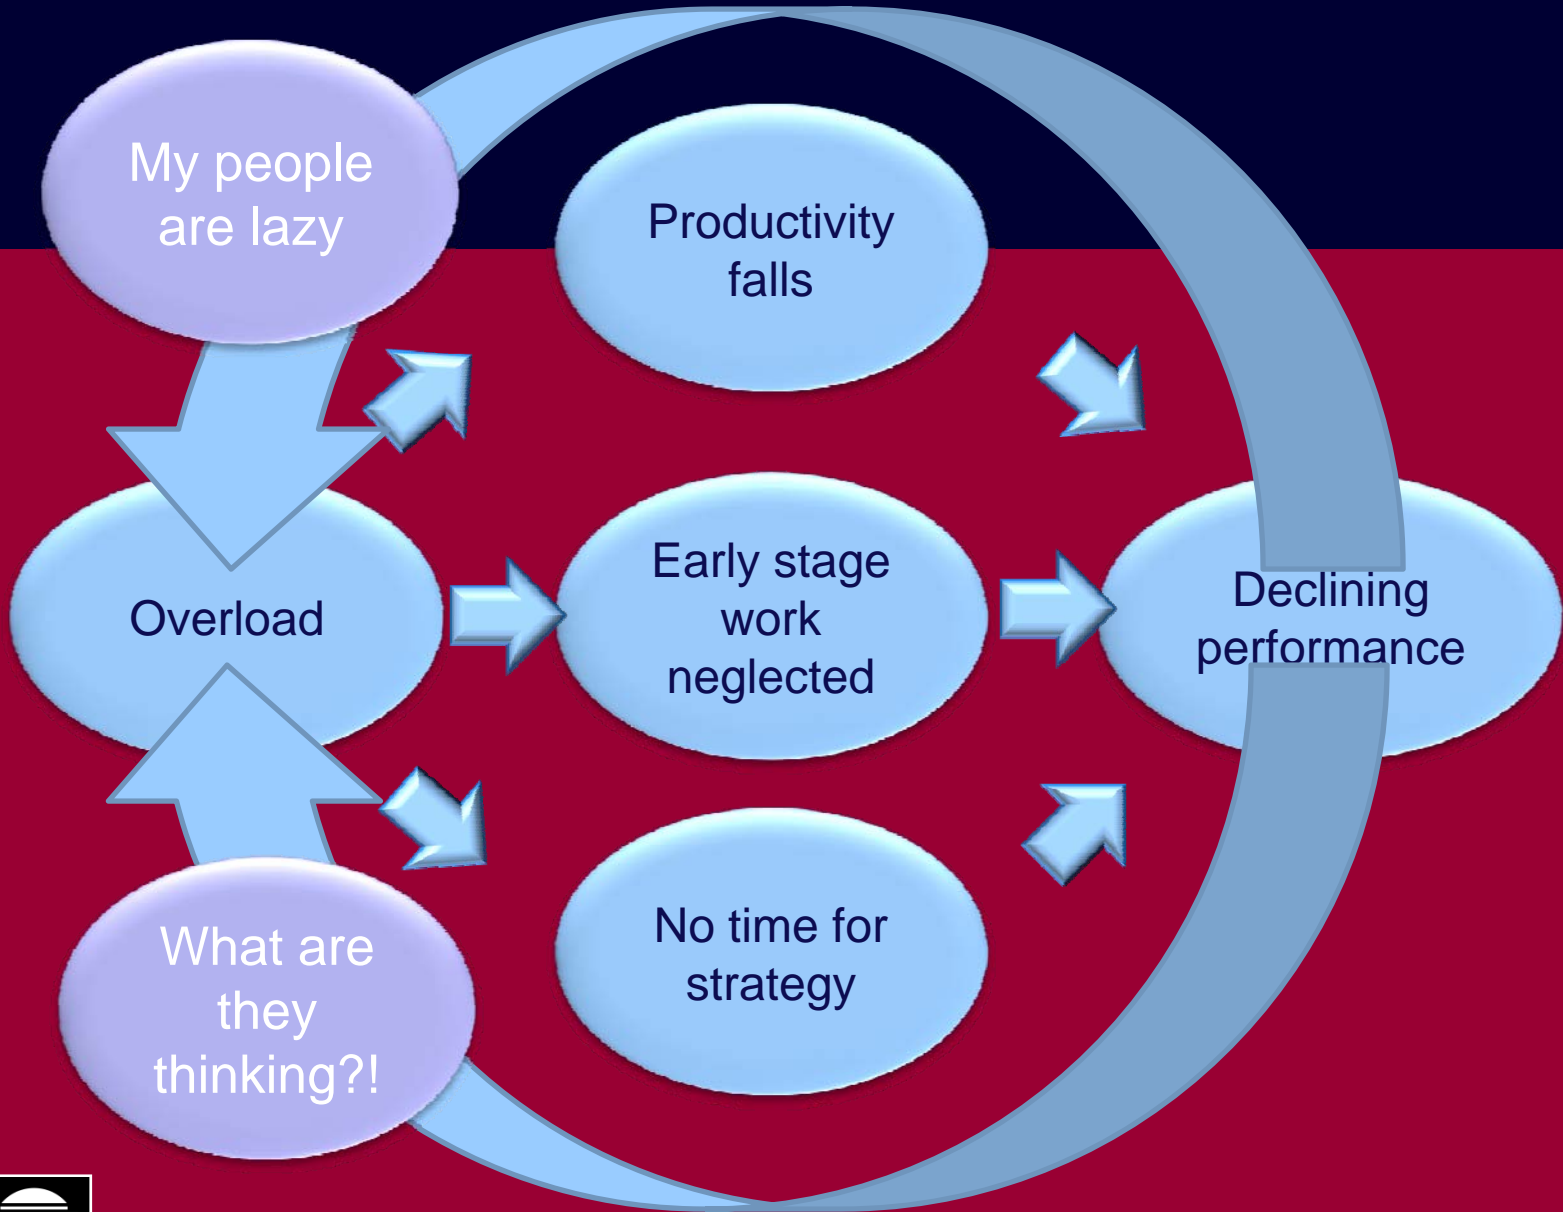 My people
are lazy
Productivity
falls
Overload
Early stage
work
neglected
Declining
performance
What are
they
thinking?!
No time for
strategy